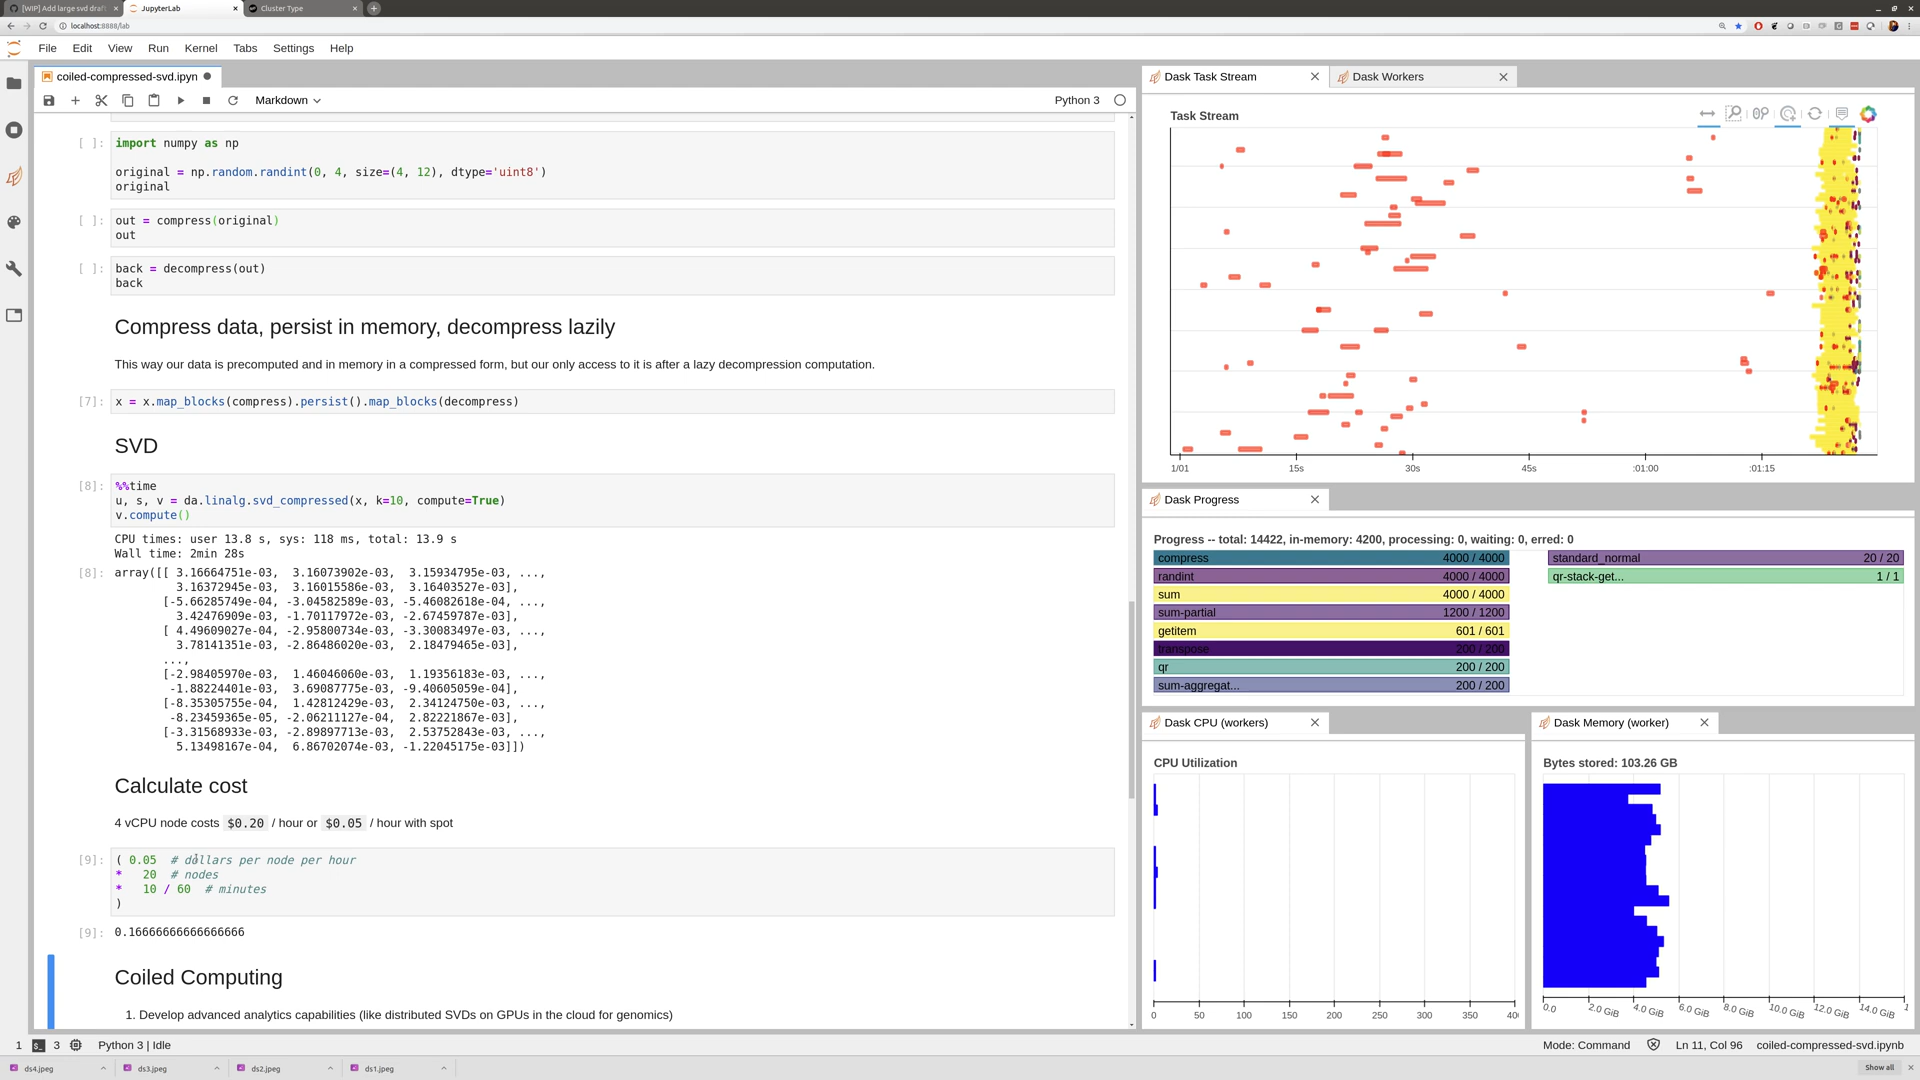 [WIP] Add large svd draft
JupyterLab
Cluster Type
localhost:8888/lab
File Edit View Run Kernel Tabs Settings Help
coiled-compressed-svd.ipyn
Markdown
Python 3
[ ]:
import numpy as np
original = np.random.randint(0, 4, size=(4, 12), dtype='uint8')
original
[ ]:
out = compress(original)
out
[ ]:
back = decompress(out)
back
Compress data, persist in memory, decompress lazily
This way our data is precomputed and in memory in a compressed form, but our only access to it is after a lazy decompression computation.
[7]:
x = x.map_blocks(compress).persist().map_blocks(decompress)
SVD
[8]:
%%time
u, s, v = da.linalg.svd_compressed(x, k=10, compute=True)
v.compute()
CPU times: user 13.8 s, sys: 118 ms, total: 13.9 s
Wall time: 2min 28s
[8]:
array([[ 3.16664751e-03,  3.16073902e-03,  3.15934795e-03, ...,
3.16372945e-03,  3.16015586e-03,  3.16403527e-03],
[-5.66285749e-04, -3.04582589e-03, -5.46082618e-04, ...,
3.42476909e-03, -1.70117972e-03, -2.67459787e-03],
[ 4.49609027e-04, -2.95800734e-03, -3.30083497e-03, ...,
3.78141351e-03, -2.86486020e-03,  2.18479465e-03],
...,
[-2.98405970e-03,  1.46046060e-03,  1.19356183e-03, ...,
-1.88224401e-03,  3.69087775e-03, -9.40605059e-04],
[-8.35305755e-04,  1.42812429e-03,  2.34124750e-03, ...,
-8.23459365e-05, -2.06211127e-04,  2.82221867e-03],
[-3.31568933e-04, -2.89897713e-04,  2.53752843e-03, ...,
5.13498167e-04,  6.86702074e-03, -1.22045175e-03]])
Calculate cost
4 vCPU node costs $0.20 / hour or $0.05 / hour with spot
[9]:
( 0.05  # dollars per node per hour
*   20  # nodes
*   10 / 60  # minutes
)
[9]:
0.16666666666666666
Coiled Computing
1. Develop advanced analytics capabilities (like distributed SVDs on GPUs in the cloud for genomics)
Dask Task Stream
Dask Workers
Task Stream
1/01 15s 30s 45s :01:00 :01:15
Dask Progress
Progress -- total: 14422, in-memory: 4200, processing: 0, waiting: 0, erred: 0
compress 4000 / 4000
standard_normal 20 / 20
randint 4000 / 4000
qr-stack-get... 1 / 1
sum 4000 / 4000
sum-partial 1200 / 1200
getitem 601 / 601
transpose 200 / 200
qr 200 / 200
sum-aggregat... 200 / 200
Dask CPU (workers)
Dask Memory (worker)
CPU Utilization
Bytes stored: 103.26 GB
0 50 100 150 200 250 300 350 40
0.0 2.0 GiB 4.0 GiB 6.0 GiB 8.0 GiB 10.0 GiB 12.0 GiB 14.0 GiB 1
1 3 Python 3 | Idle
Mode: Command Ln 11, Col 96 coiled-compressed-svd.ipynb
ds4.jpeg ds3.jpeg ds2.jpeg ds1.jpeg
Show all